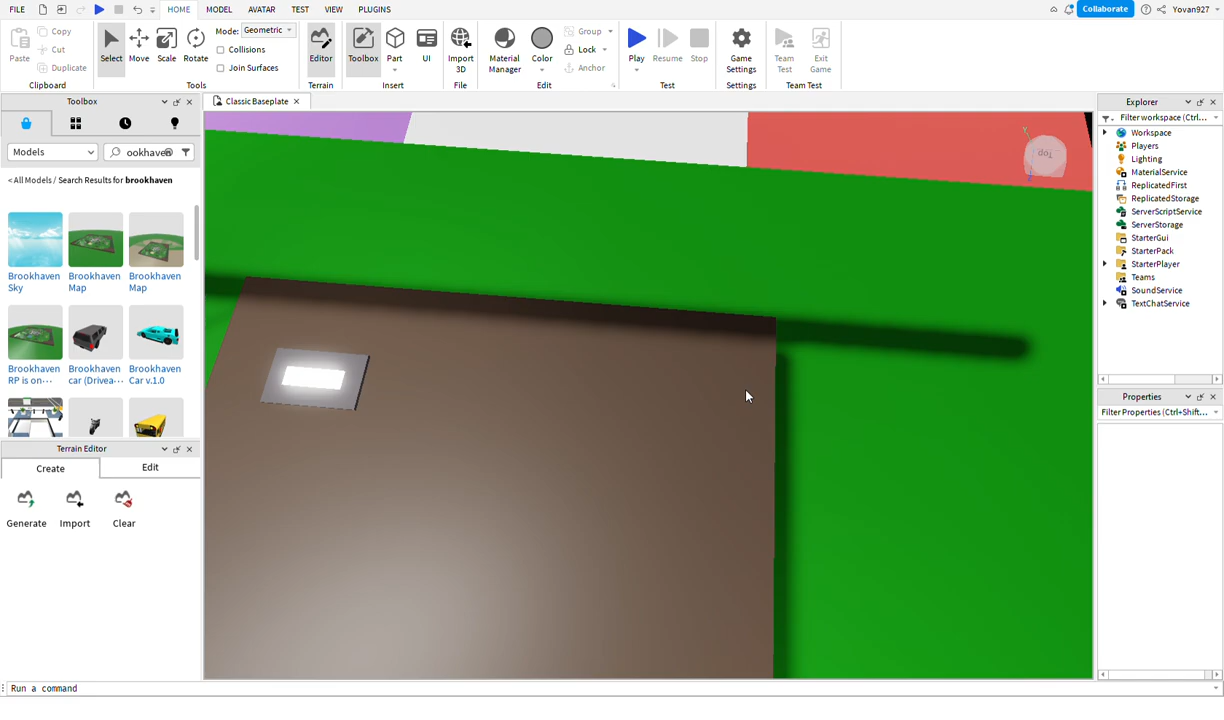 FILE HOME MODEL AVATAR TEST VIEW PLUGINS Collaborate Yovan927
Paste Copy Cut Duplicate Select Move Scale Rotate Mode: Geometric Collisions Join Surfaces Editor Toolbox Part UI Import 3D Material Manager Color Group Lock Anchor Play Resume Stop Game Settings Team Test Exit Game
Clipboard Tools Terrain Insert File Edit Test Settings Team Test
Toolbox
Classic Baseplate
Models
ookhaven
< All Models / Search Results for brookhaven
Brookhaven Sky
Brookhaven Map
Brookhaven Map
Brookhaven RP is on...
Brookhaven car (Drivea...
Brookhaven Car v.1.0
Terrain Editor
Create Edit
Generate Import Clear
Top
Y
Explorer
Filter workspace (Ctrl...
Workspace
Players
Lighting
MaterialService
ReplicatedFirst
ReplicatedStorage
ServerScriptService
ServerStorage
StarterGui
StarterPack
StarterPlayer
Teams
SoundService
TextChatService
Properties
Filter Properties (Ctrl+Shift...
Run a command